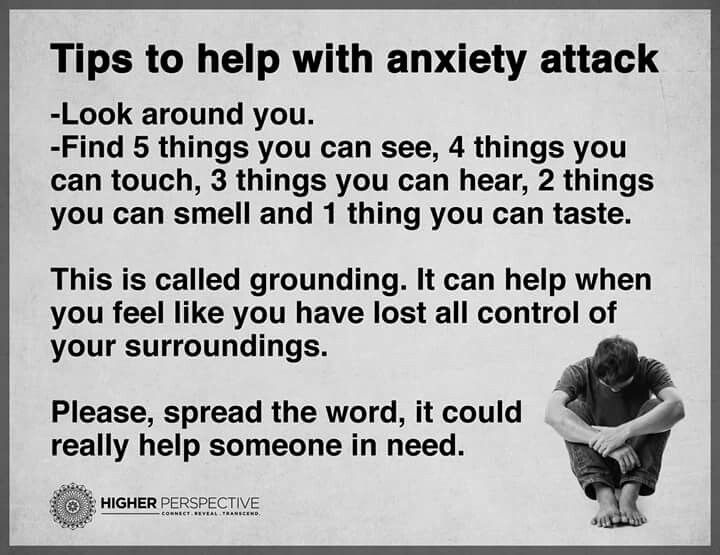 Tips to help with anxiety attack
-Look around you.
-Find 5 things you can see, 4 things you
can touch, 3 things you can hear, 2 things
you can smell and 1 thing you can taste.
This is called grounding. It can help when
you feel like you have lost all control of
your surroundings.
Please, spread the word, it could
really help someone in need.
HIGHER PERSPECTIVE
CONNECT. REVEAL. TRANSCEND.